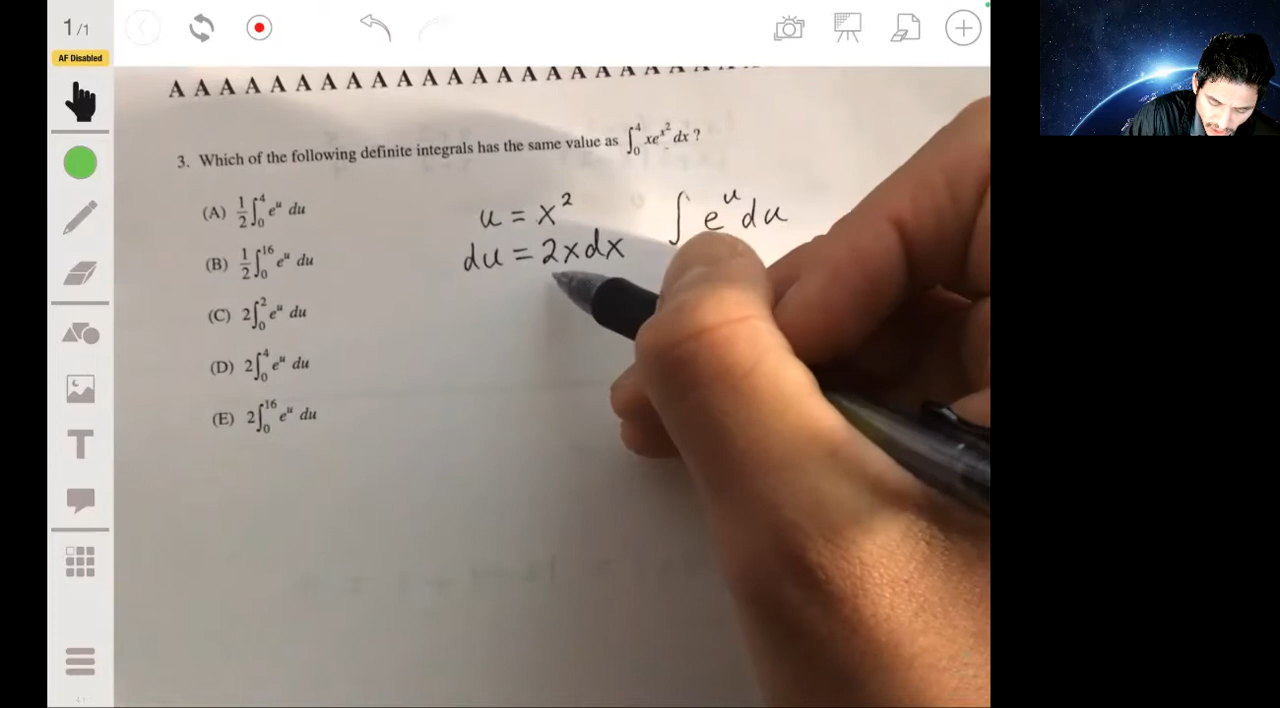 1/1
AF Disabled
A A A A A A A A A A A A A A A A A A A A A A
3. Which of the following definite integrals has the same value as ∫₀⁴ xe^{x²} dx ?
(A) 1/2 ∫₀⁴ e^u du
(B) 1/2 ∫₀¹⁶ e^u du
(C) 2∫₀² e^u du
(D) 2∫₀⁴ e^u du
(E) 2∫₀¹⁶ e^u du
u = x²
du = 2xdx
∫ e^u du
T